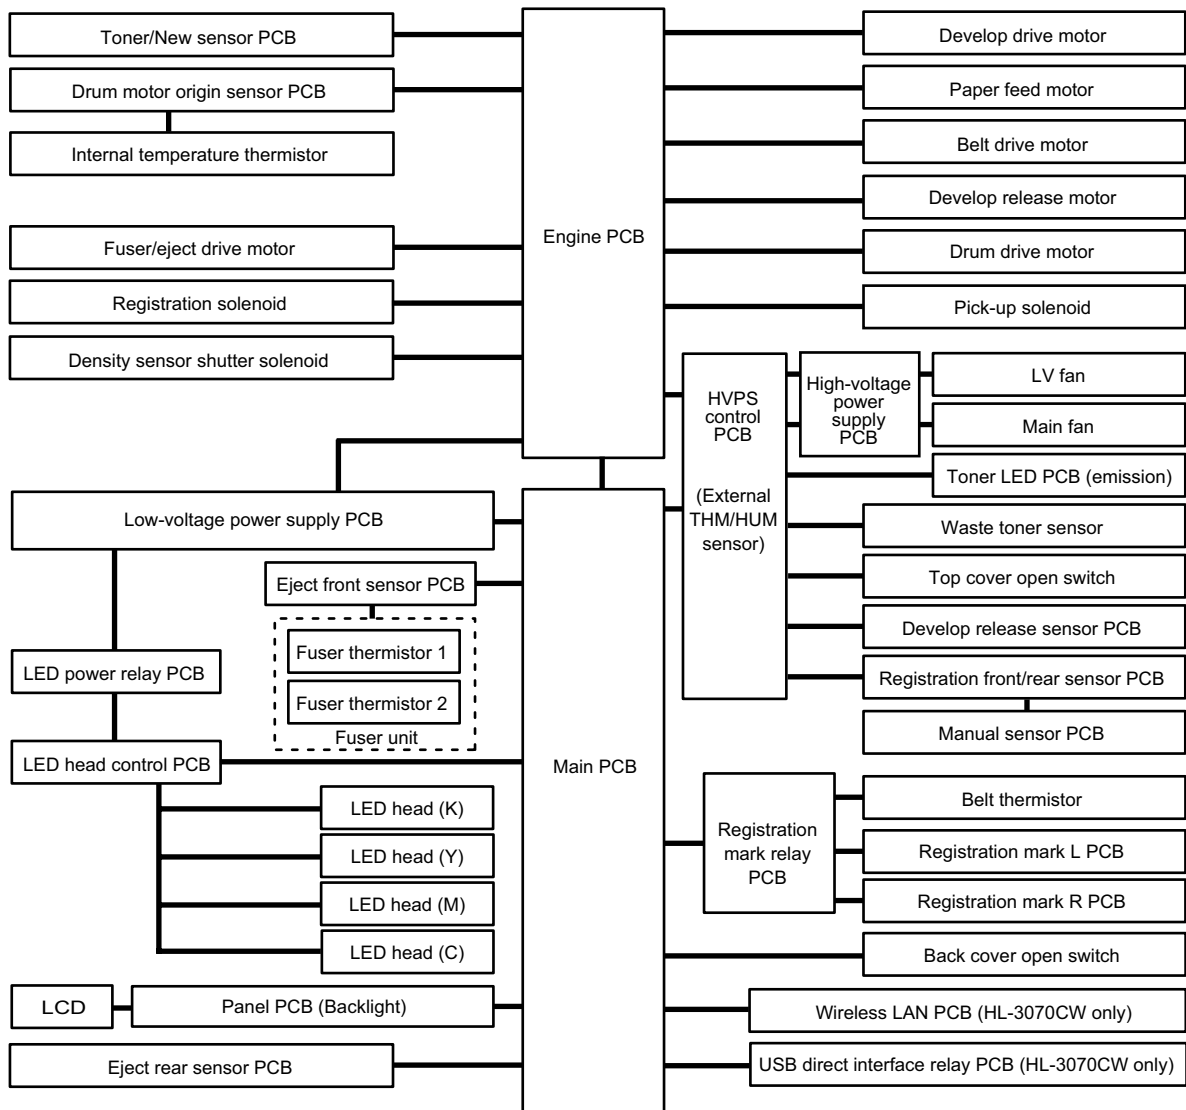 Toner/New sensor PCB
Drum motor origin sensor PCB
Internal temperature thermistor
Fuser/eject drive motor
Registration solenoid
Density sensor shutter solenoid
Engine PCB
Develop drive motor
Paper feed motor
Belt drive motor
Develop release motor
Drum drive motor
Pick-up solenoid
HVPS
control
PCB
(External
THM/HUM
sensor)
High-voltage
power
supply
PCB
LV fan
Main fan
Toner LED PCB (emission)
Waste toner sensor
Top cover open switch
Develop release sensor PCB
Registration front/rear sensor PCB
Manual sensor PCB
Low-voltage power supply PCB
Eject front sensor PCB
Fuser thermistor 1
Fuser thermistor 2
Fuser unit
LED power relay PCB
LED head control PCB
LED head (K)
LED head (Y)
LED head (M)
LED head (C)
LCD
Panel PCB (Backlight)
Eject rear sensor PCB
Main PCB
Registration
mark relay
PCB
Belt thermistor
Registration mark L PCB
Registration mark R PCB
Back cover open switch
Wireless LAN PCB (HL-3070CW only)
USB direct interface relay PCB (HL-3070CW only)